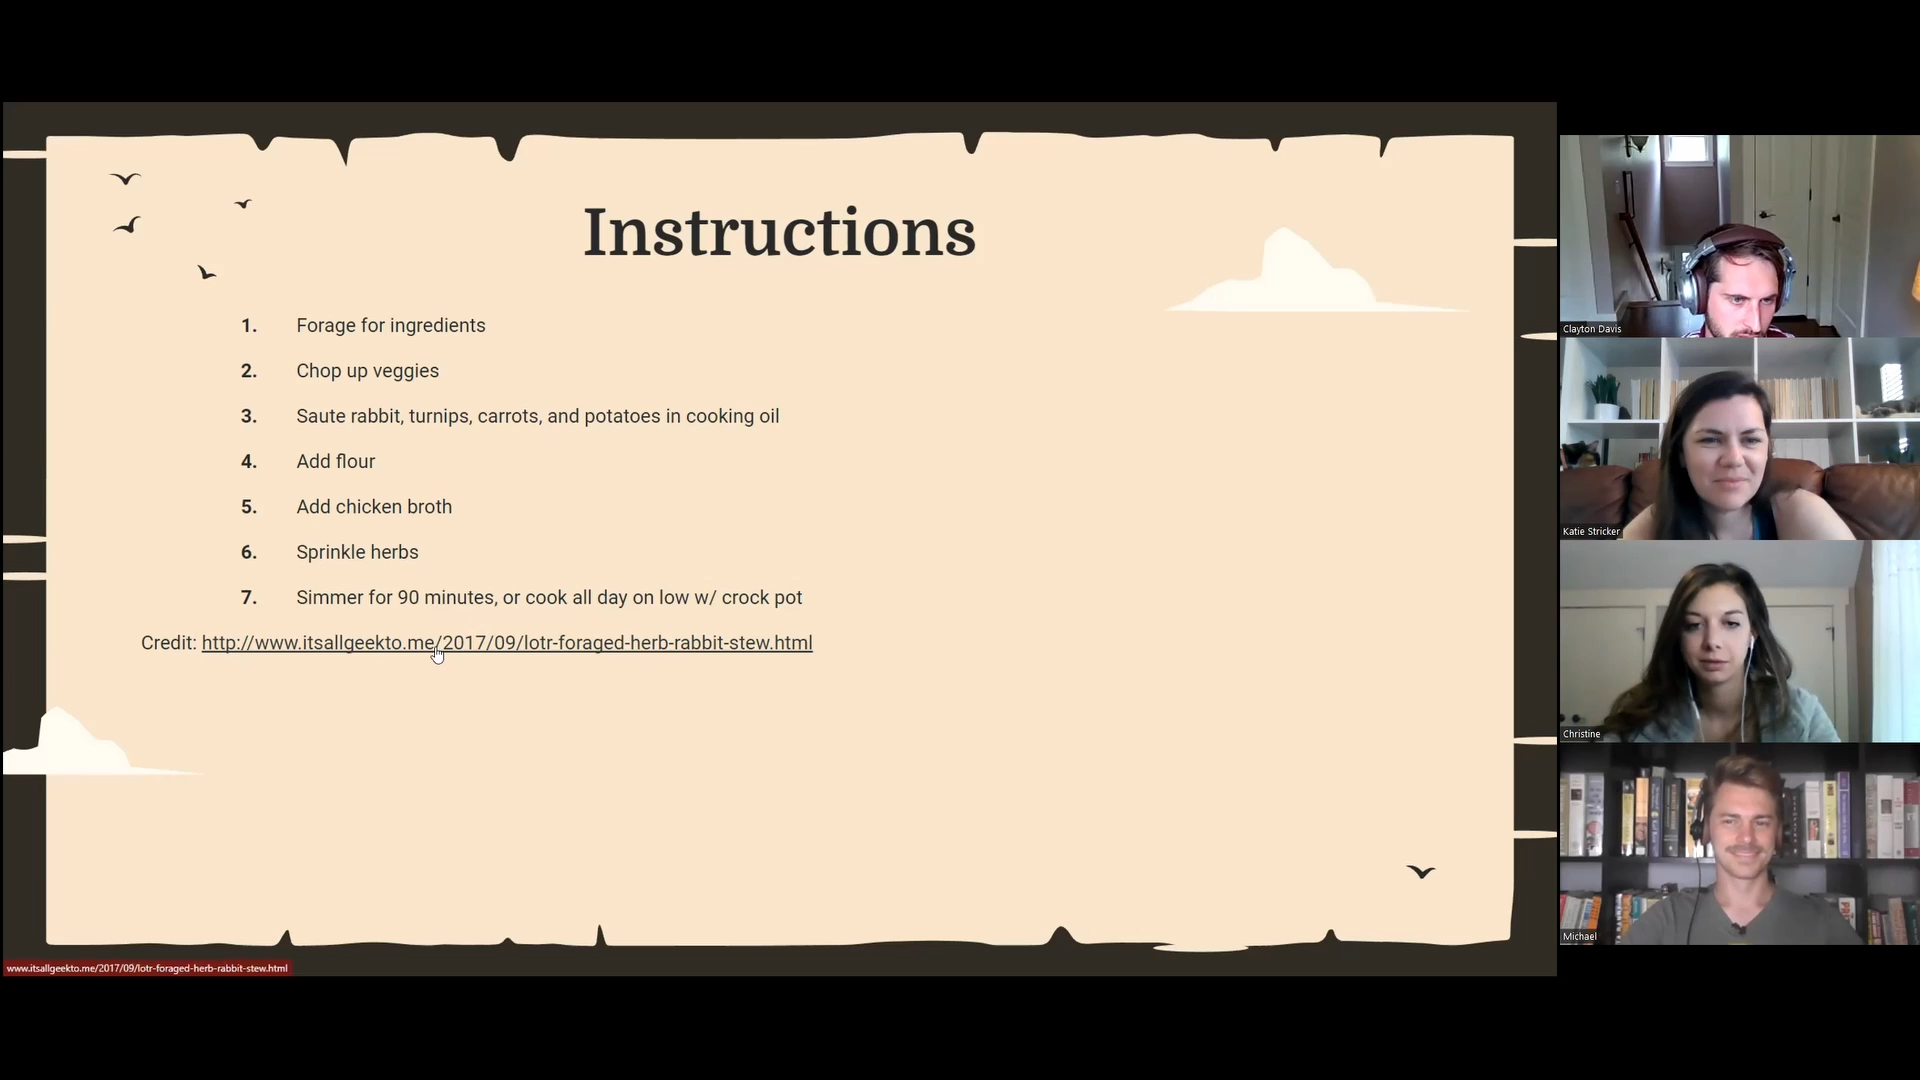 Instructions
1. Forage for ingredients
2. Chop up veggies
3. Saute rabbit, turnips, carrots, and potatoes in cooking oil
4. Add flour
5. Add chicken broth
6. Sprinkle herbs
7. Simmer for 90 minutes, or cook all day on low w/ crock pot
Credit: http://www.itsallgeekto.me/2017/09/lotr-foraged-herb-rabbit-stew.html
www.itsallgeekto.me/2017/09/lotr-foraged-herb-rabbit-stew.html
Clayton Davis
Katie Stricker
Christine
Michael